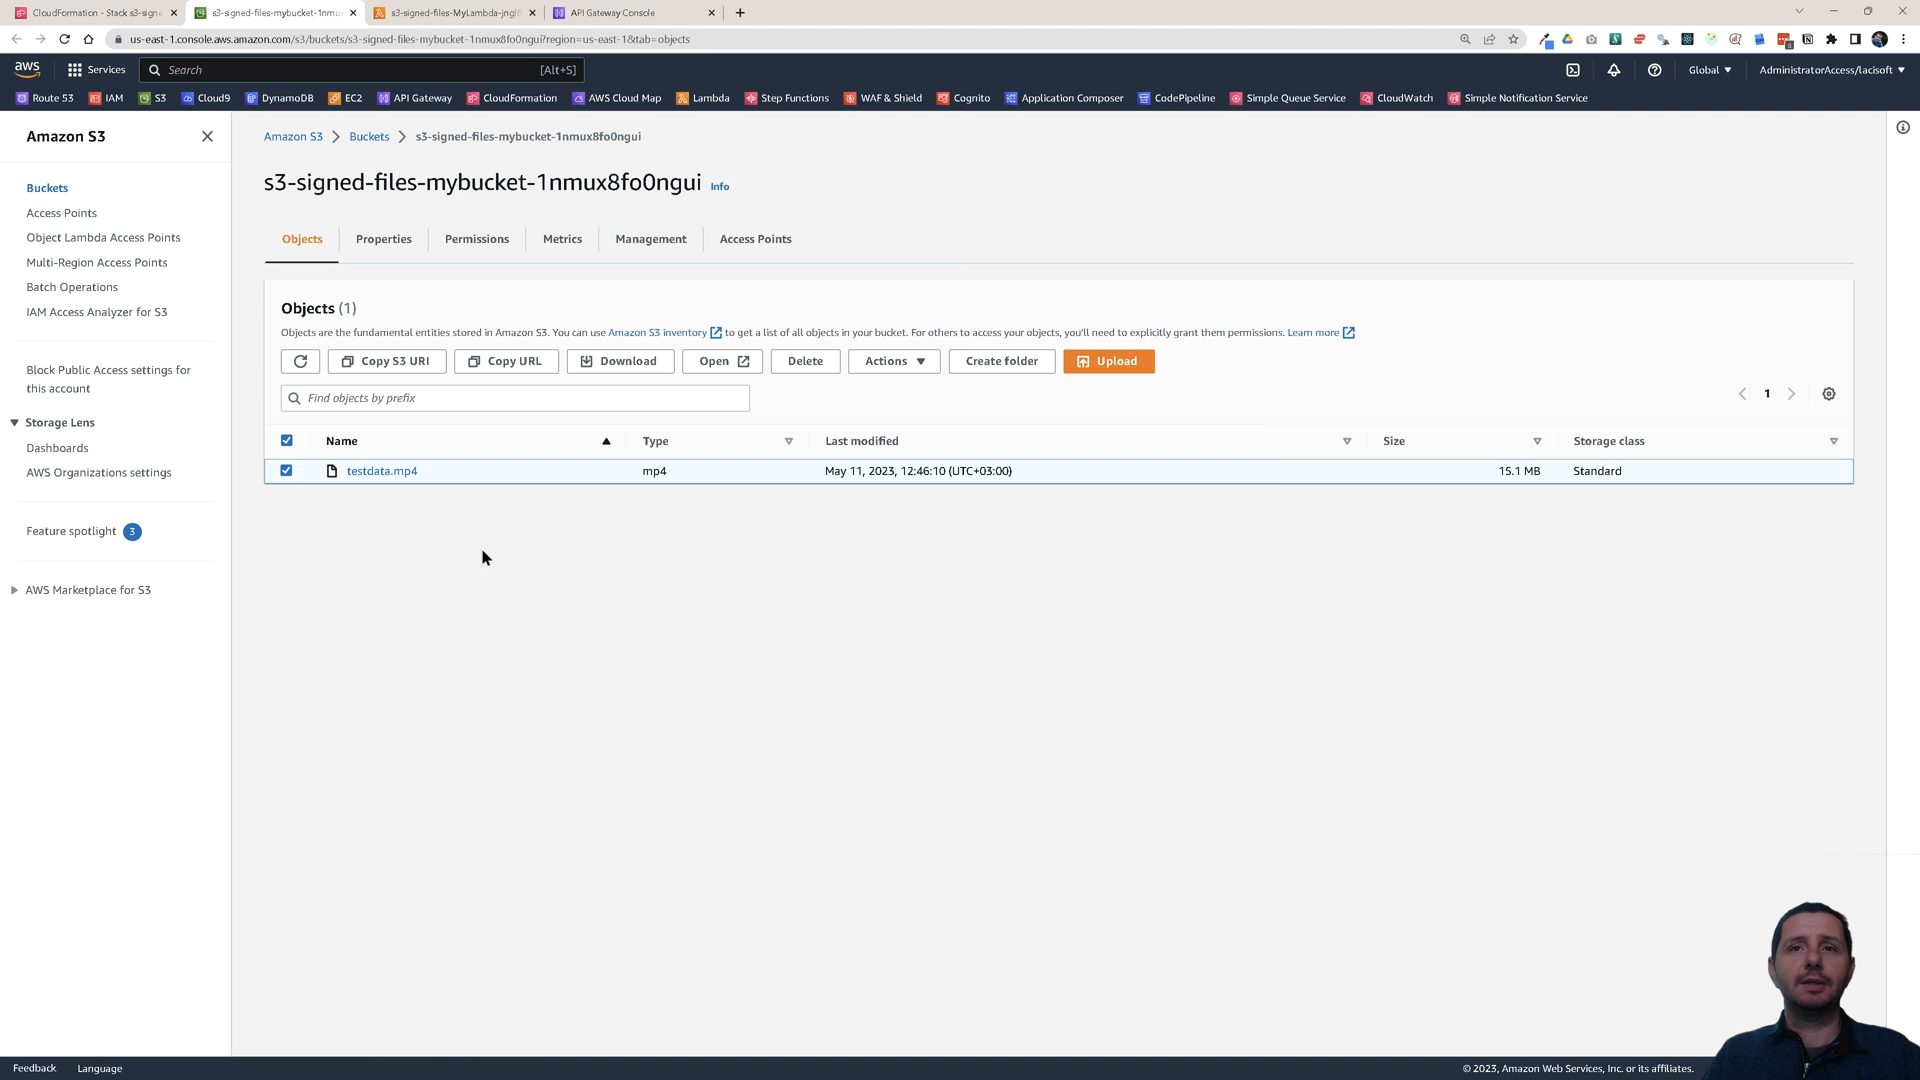 CloudFormation - Stack s3-signe
s3-signed-files-mybucket-1nmu
s3-signed-files-MyLambda-jngl
API Gateway Console
us-east-1.console.aws.amazon.com/s3/buckets/s3-signed-files-mybucket-1nmux8fo0ngui?region=us-east-1&tab=objects
aws
Services
Search
[Alt+S]
Global
AdministratorAccess/lacisoft
Route 53
IAM
S3
Cloud9
DynamoDB
EC2
API Gateway
CloudFormation
AWS Cloud Map
Lambda
Step Functions
WAF & Shield
Cognito
Application Composer
CodePipeline
Simple Queue Service
CloudWatch
Simple Notification Service
Amazon S3
Buckets
Access Points
Object Lambda Access Points
Multi-Region Access Points
Batch Operations
IAM Access Analyzer for S3
Block Public Access settings for
this account
Storage Lens
Dashboards
AWS Organizations settings
Feature spotlight 3
AWS Marketplace for S3
Amazon S3 > Buckets > s3-signed-files-mybucket-1nmux8fo0ngui
s3-signed-files-mybucket-1nmux8fo0ngui Info
Objects
Properties
Permissions
Metrics
Management
Access Points
Objects (1)
Objects are the fundamental entities stored in Amazon S3. You can use Amazon S3 inventory to get a list of all objects in your bucket. For others to access your objects, you'll need to explicitly grant them permissions. Learn more
Copy S3 URI
Copy URL
Download
Open
Delete
Actions
Create folder
Upload
Find objects by prefix
1
Name
Type
Last modified
Size
Storage class
testdata.mp4
mp4
May 11, 2023, 12:46:10 (UTC+03:00)
15.1 MB
Standard
Feedback
Language
© 2023, Amazon Web Services, Inc. or its affiliates.